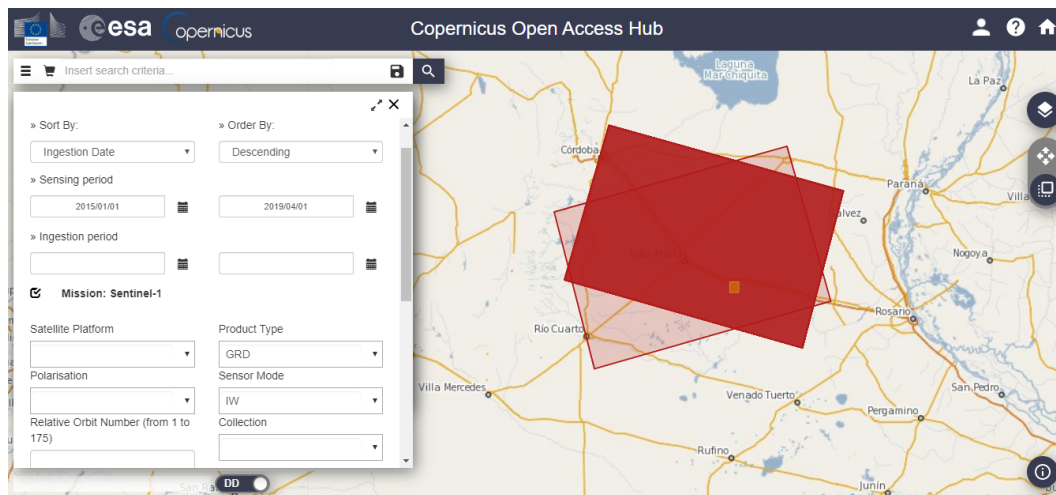 European
Commission
esa opernicus
Copernicus Open Access Hub
Insert search criteria...
» Sort By:
» Order By:
Ingestion Date
Descending
» Sensing period
2015/01/01
2019/04/01
» Ingestion period
Mission: Sentinel-1
Satellite Platform
Product Type
GRD
Polarisation
Sensor Mode
IW
Relative Orbit Number (from 1 to
175)
Collection
DD
Laguna
Mar Chiquita
La Paz
Córdoba
Paraná
Villa
Villa María
Nogoya
Rosario
Río Cuarto
Villa Mercedes
Venado Tuerto
San Pedro
Pergamino
Rufino
Junín